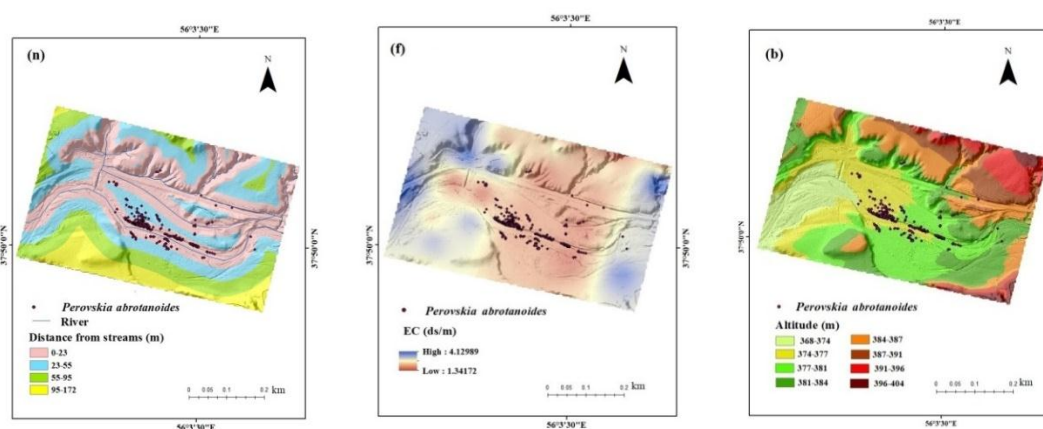 56°3'30"E
(n)
N
37°50'0"N
37°50'0"N
Perovskia abrotanoides
River
Distance from streams (m)
0-23
23-55
55-95
95-172
0 0.05 0.1 0.2 km
56°3'30"E
56°3'30"E
(f)
N
37°50'0"N
37°50'0"N
Perovskia abrotanoides
EC (ds/m)
High : 4.12989
Low : 1.34172
0 0.05 0.1 0.2 km
56°3'30"E
56°3'30"E
(b)
N
37°50'0"N
37°50'0"N
Perovskia abrotanoides
Altitude (m)
368-374 384-387
374-377 387-391
377-381 391-396
381-384 396-404
0 0.05 0.1 0.2 km
56°3'30"E